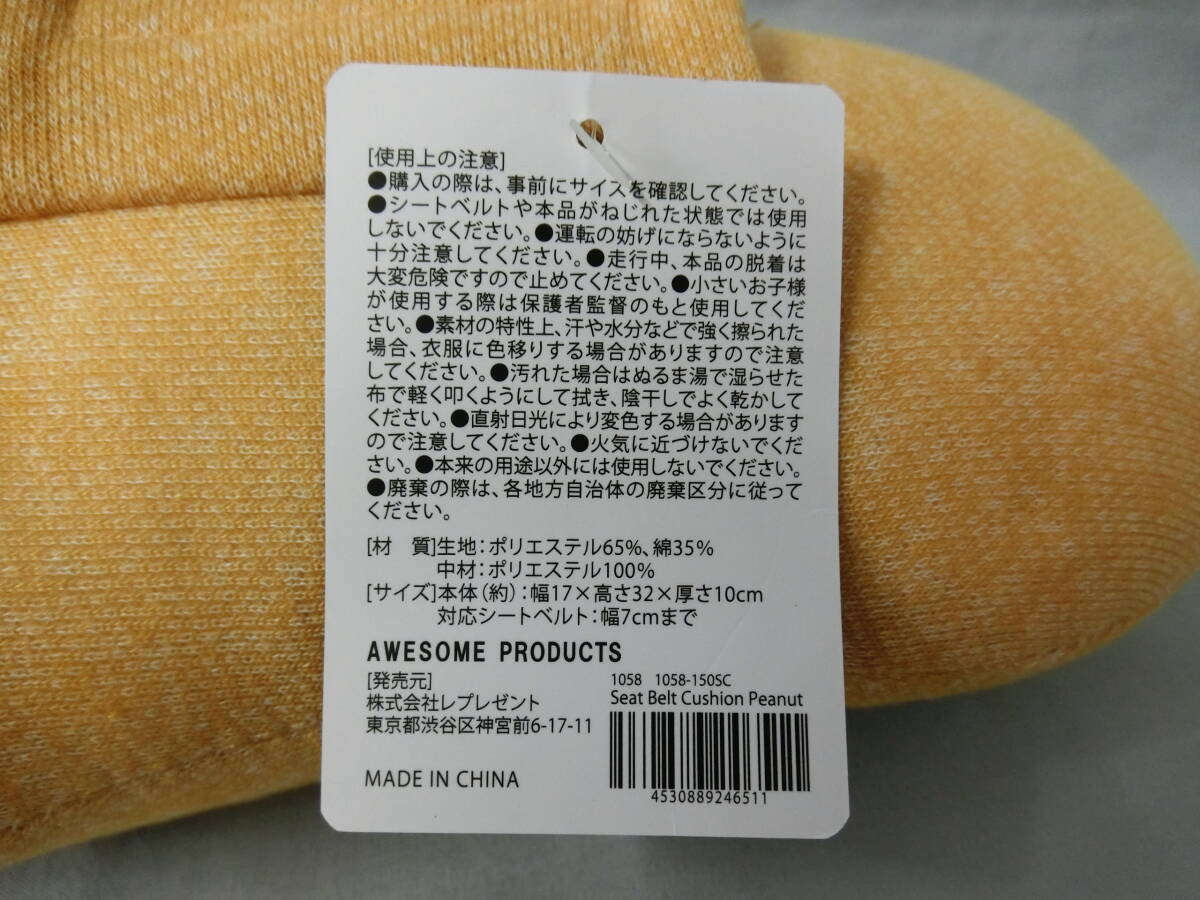 [使用上の注意]
●購入の際は、事前にサイズを確認してください。
●シートベルトや本品がねじれた状態では使用
しないでください。●運転の妨げにならないように
十分注意してください。●走行中、本品の脱着は
大変危険ですので止めてください。●小さいお子様
が使用する際は保護者監督のもと使用してくだ
さい。●素材の特性上、汗や水分などで強く擦られた
場合、衣服に色移りする場合がありますので注意
してください。●汚れた場合はぬるま湯で湿らせた
布で軽く叩くようにして拭き、陰干しでよく乾かして
ください。●直射日光により変色する場合があります
ので注意してください。●火気に近づけないでくだ
さい。●本来の用途以外には使用しないでください。
●廃棄の際は、各地方自治体の廃棄区分に従って
ください。
[材　質]生地：ポリエステル65%、綿35%
中材：ポリエステル100%
[サイズ]本体（約）：幅17×高さ32×厚さ10cm
対応シートベルト：幅7cmまで
AWESOME PRODUCTS
[発売元]
株式会社レプレゼント
東京都渋谷区神宮前6-17-11
MADE IN CHINA
1058 1058-150SC
Seat Belt Cushion Peanut
4530889246511